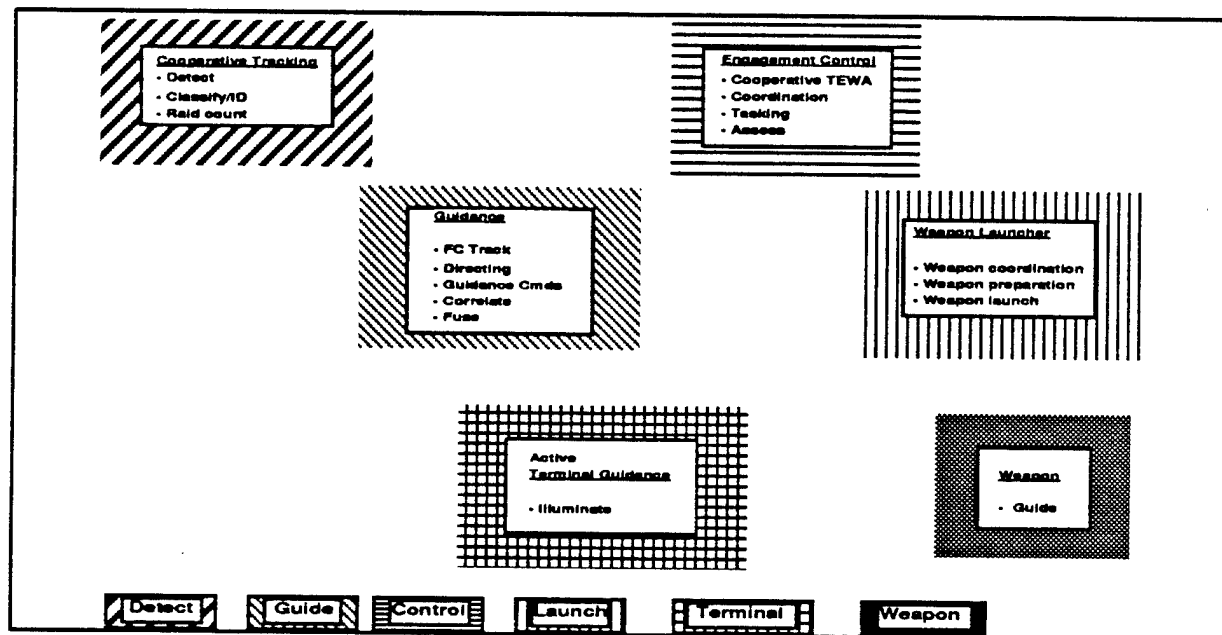 Cooperative Tracking
- Detect
- Classify/ID
- Raid count
Engagement Control
- Cooperative TEWA
- Coordination
- Tasking
- Assess
Guidance
- FC Track
- Directing
- Guidance Cmds
- Correlate
- Fuse
Weapon Launcher
- Weapon coordination
- Weapon preparation
- Weapon launch
Active
Terminal Guidance
- Illuminate
Weapon
- Guide
Detect
Guide
Control
Launch
Terminal
Weapon